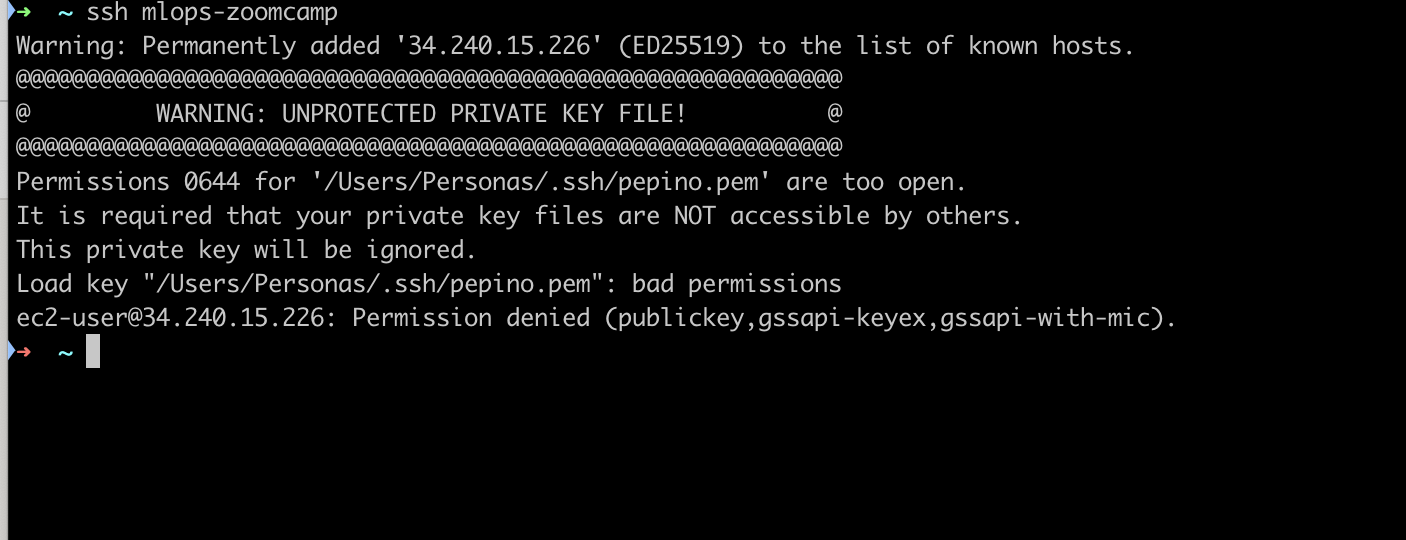 ➜ ~ ssh mlops-zoomcamp
Warning: Permanently added '34.240.15.226' (ED25519) to the list of known hosts.
@@@@@@@@@@@@@@@@@@@@@@@@@@@@@@@@@@@@@@@@@@@@@@@@@@@@@@@@@@@
@         WARNING: UNPROTECTED PRIVATE KEY FILE!          @
@@@@@@@@@@@@@@@@@@@@@@@@@@@@@@@@@@@@@@@@@@@@@@@@@@@@@@@@@@@
Permissions 0644 for '/Users/Personas/.ssh/pepino.pem' are too open.
It is required that your private key files are NOT accessible by others.
This private key will be ignored.
Load key "/Users/Personas/.ssh/pepino.pem": bad permissions
ec2-user@34.240.15.226: Permission denied (publickey,gssapi-keyex,gssapi-with-mic).
➜ ~